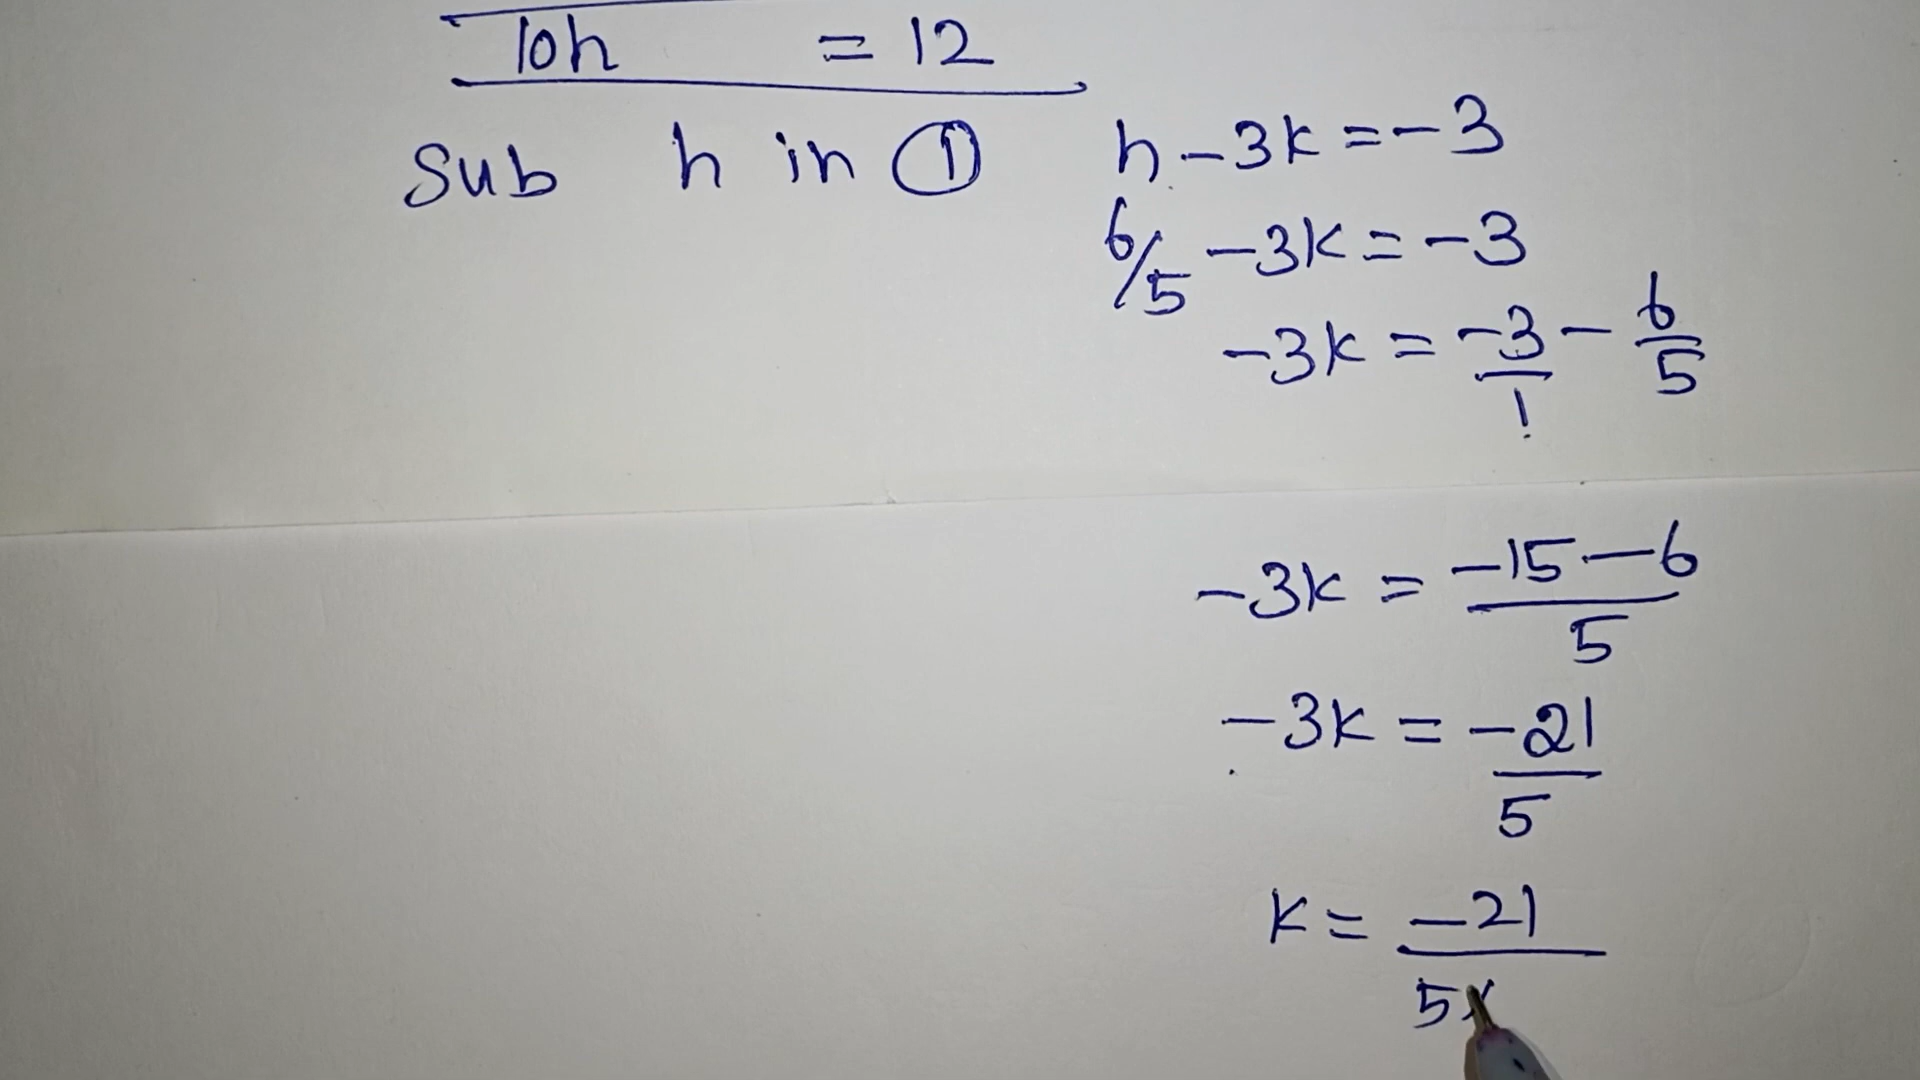 10h = 12
Sub h in ①
h - 3k = -3
6/5 - 3k = -3
-3k = -3/1 - 6/5
-3k = -15-6/5
-3k = -21/5
k = -21/5x